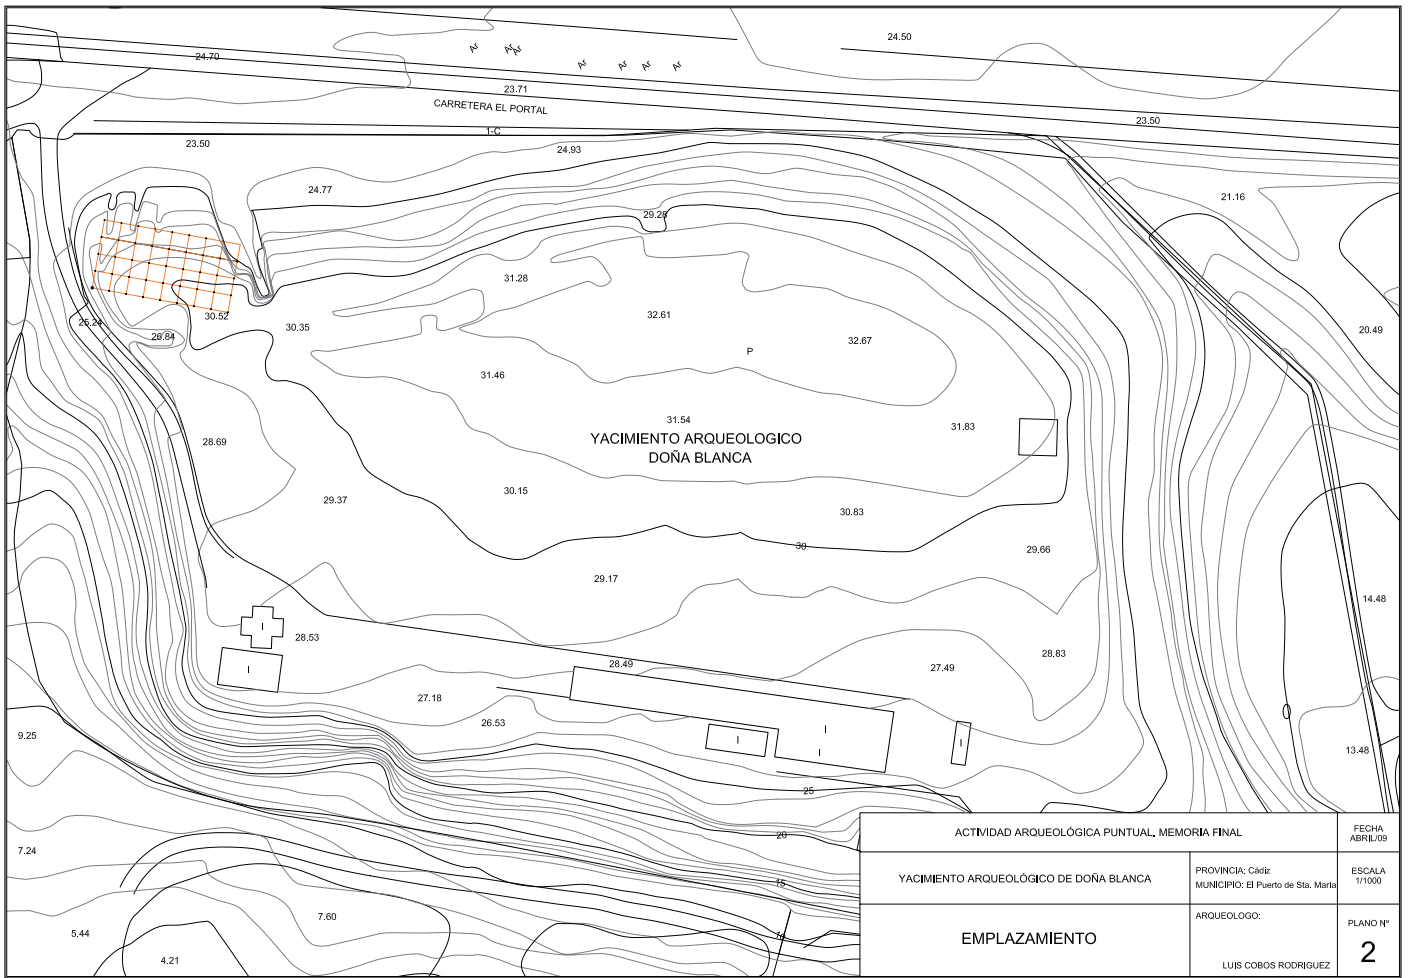 24.50
Ar Ar Ar Ar Ar Ar Ar
24.70
23.71
CARRETERA EL PORTAL
23.50
1-C
23.50
24.93
24.77
21.16
29.28
31.28
32.61
30.52
30.35
25.24
26.84
20.49
32.67
P
31.46
31.54
31.83
YACIMIENTO ARQUEOLOGICO
DOÑA BLANCA
28.69
30.15
29.37
30.83
30
29.66
29.17
14.48
I
28.53
28.83
28.49
27.49
I
27.18
26.53
I
I
I
I
9.25
13.48
25
20
7.24
15
7.60
5.44
10
4.21
ACTIVIDAD ARQUEOLÓGICA PUNTUAL. MEMORIA FINAL
FECHA
ABRIL/09
YACIMIENTO ARQUEOLÓGICO DE DOÑA BLANCA
PROVINCIA: Cádiz
MUNICIPIO: El Puerto de Sta. María
ESCALA
1/1000
EMPLAZAMIENTO
ARQUEOLOGO:
LUIS COBOS RODRIGUEZ
PLANO Nº
2